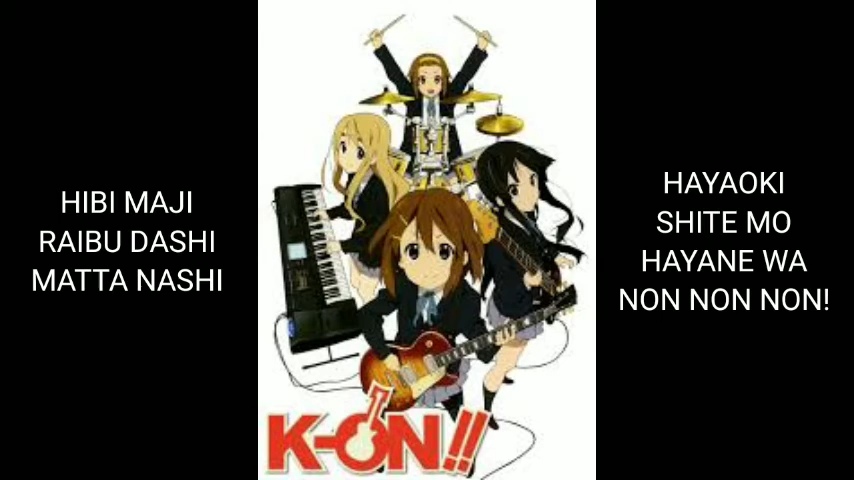 HIBI MAJI
RAIBU DASHI
MATTA NASHI
HAYAOKI
SHITE MO
HAYANE WA
NON NON NON!
K-ON!!